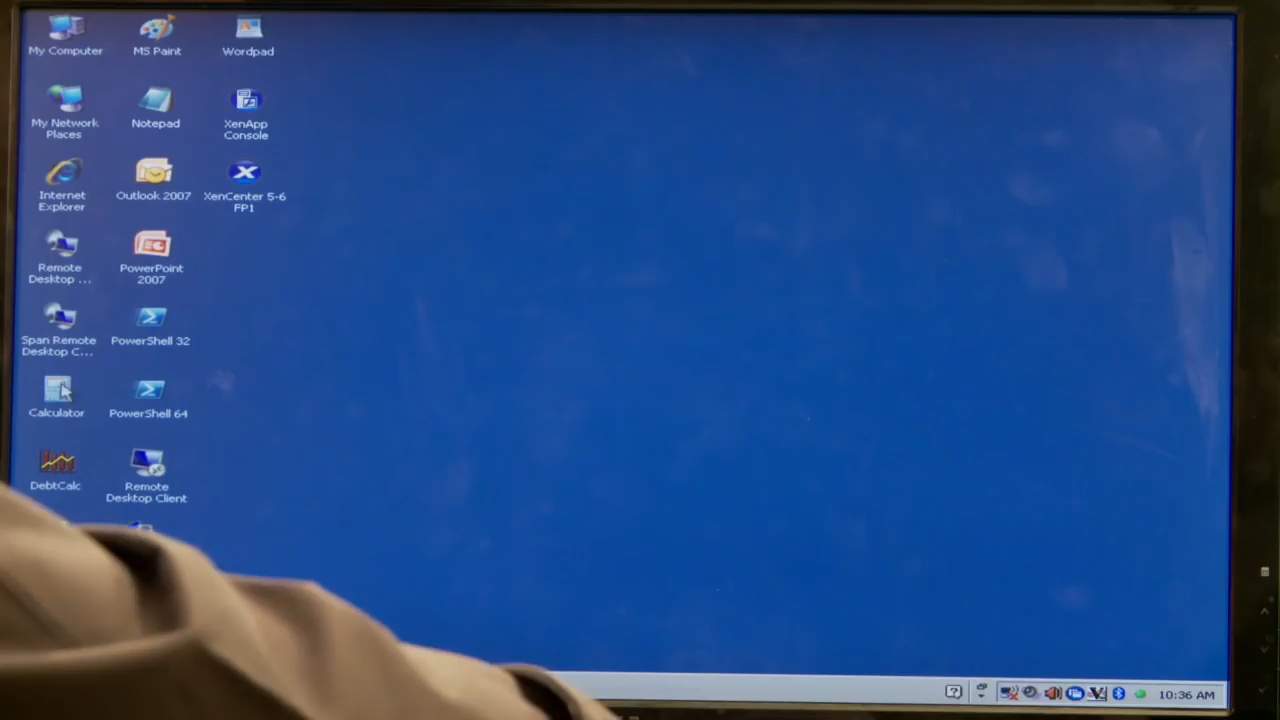 My Computer
MS Paint
Wordpad
My Network
Places
Notepad
XenApp
Console
Internet
Explorer
Outlook 2007
XenCenter 5-6
FP1
Remote
Desktop ...
PowerPoint
2007
Span Remote
Desktop C...
PowerShell 32
Calculator
PowerShell 64
DebtCalc
Remote
Desktop Client
10:36 AM